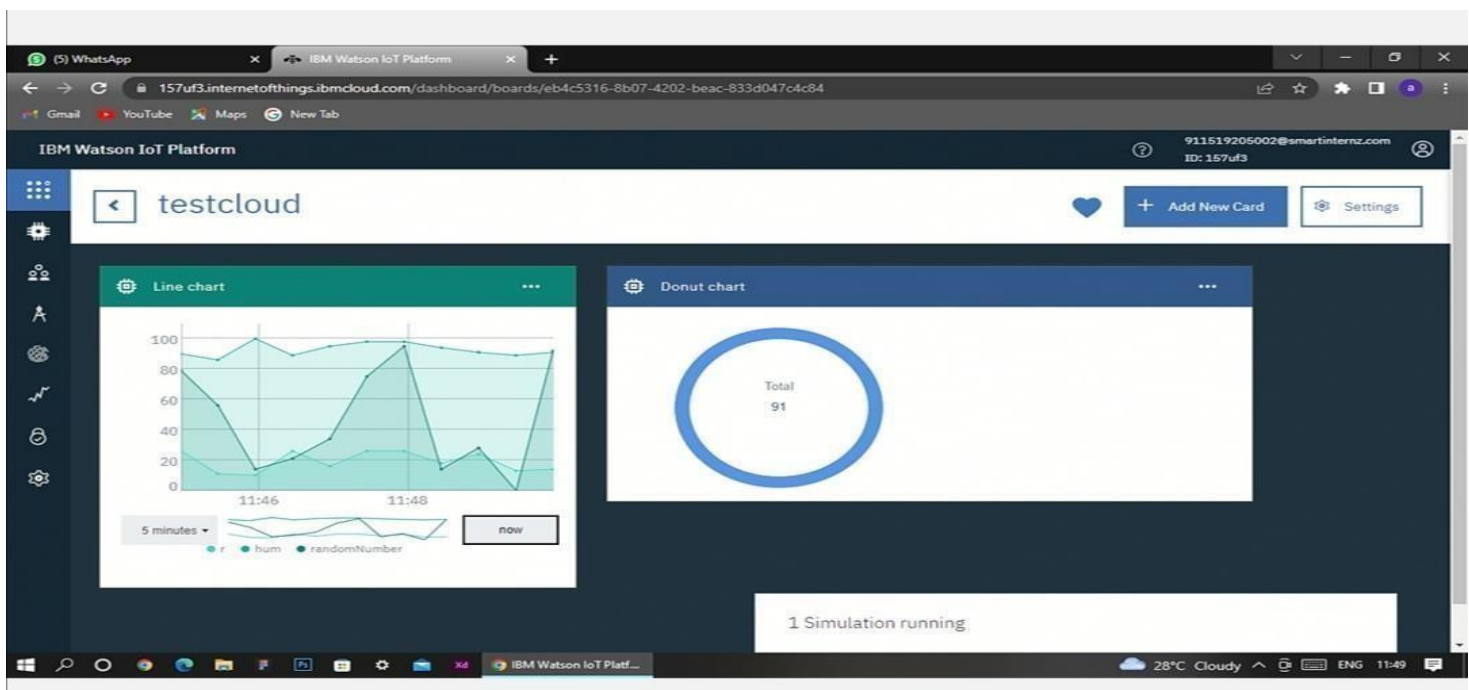 (5) WhatsApp
IBM Watson IoT Platform
157uf3.internetofthings.ibmcloud.com/dashboard/boards/eb4c5316-8b07-4202-beac-833d047c4c84
Gmail YouTube Maps New Tab
IBM Watson IoT Platform
911519205002@smartinternz.com
ID: 157uf3
testcloud
+ Add New Card
Settings
Line chart
Donut chart
100
80
60
40
20
0
11:46 11:48
5 minutes
now
r hum randomNumber
Total
91
1 Simulation running
IBM Watson IoT Platf...
28°C Cloudy
ENG 11:49